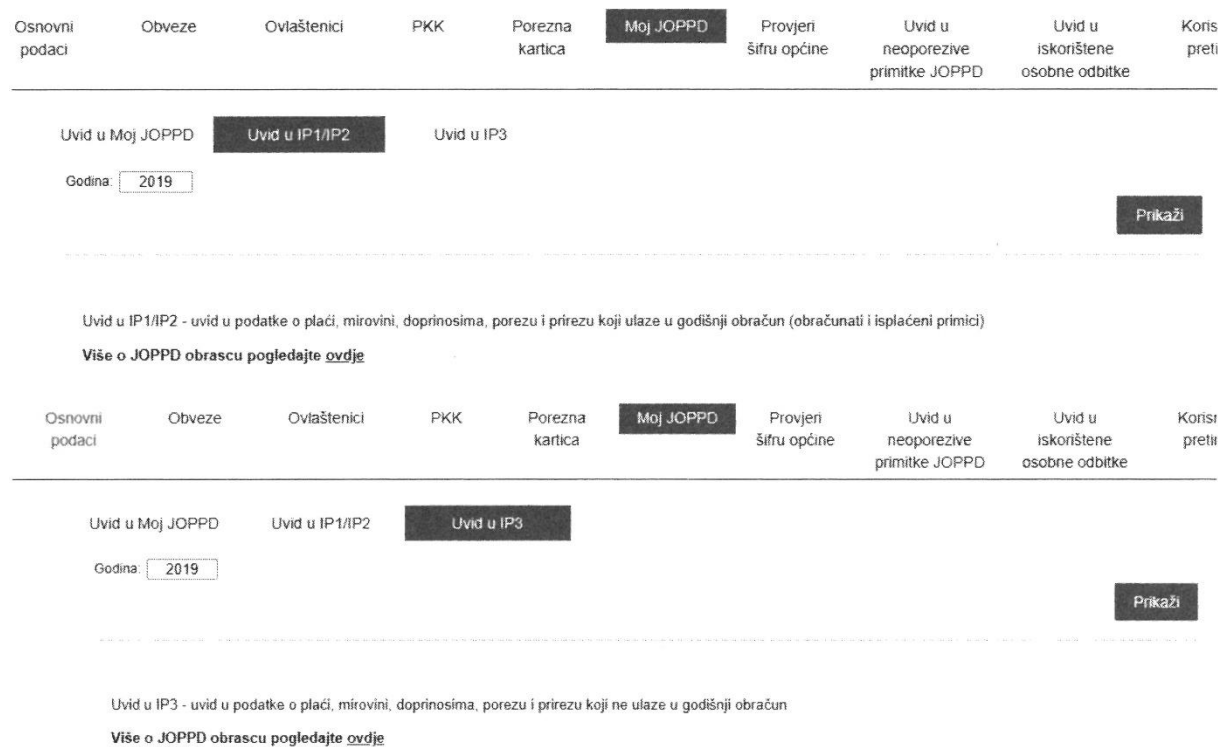 Osnovni podaci
Obveze
Ovlaštenici
PKK
Porezna kartica
Moj JOPPD
Provjeri šifru općine
Uvid u neoporezive primitke JOPPD
Uvid u iskorištene osobne odbitke
Koris
preti
Uvid u Moj JOPPD
Uvid u IP1/IP2
Uvid u IP3
Godina: 2019
Prikaži
Uvid u IP1/IP2 - uvid u podatke o plaći, mirovini, doprinosima, porezu i prirezu koji ulaze u godišnji obračun (obračunati i isplaćeni primici)
Više o JOPPD obrascu pogledajte ovdje
Osnovni podaci
Obveze
Ovlaštenici
PKK
Porezna kartica
Moj JOPPD
Provjeri šifru općine
Uvid u neoporezive primitke JOPPD
Uvid u iskorištene osobne odbitke
Korisr
pretir
Uvid u Moj JOPPD
Uvid u IP1/IP2
Uvid u IP3
Godina: 2019
Prikaži
Uvid u IP3 - uvid u podatke o plaći, mirovini, doprinosima, porezu i prirezu koji ne ulaze u godišnji obračun
Više o JOPPD obrascu pogledajte ovdje